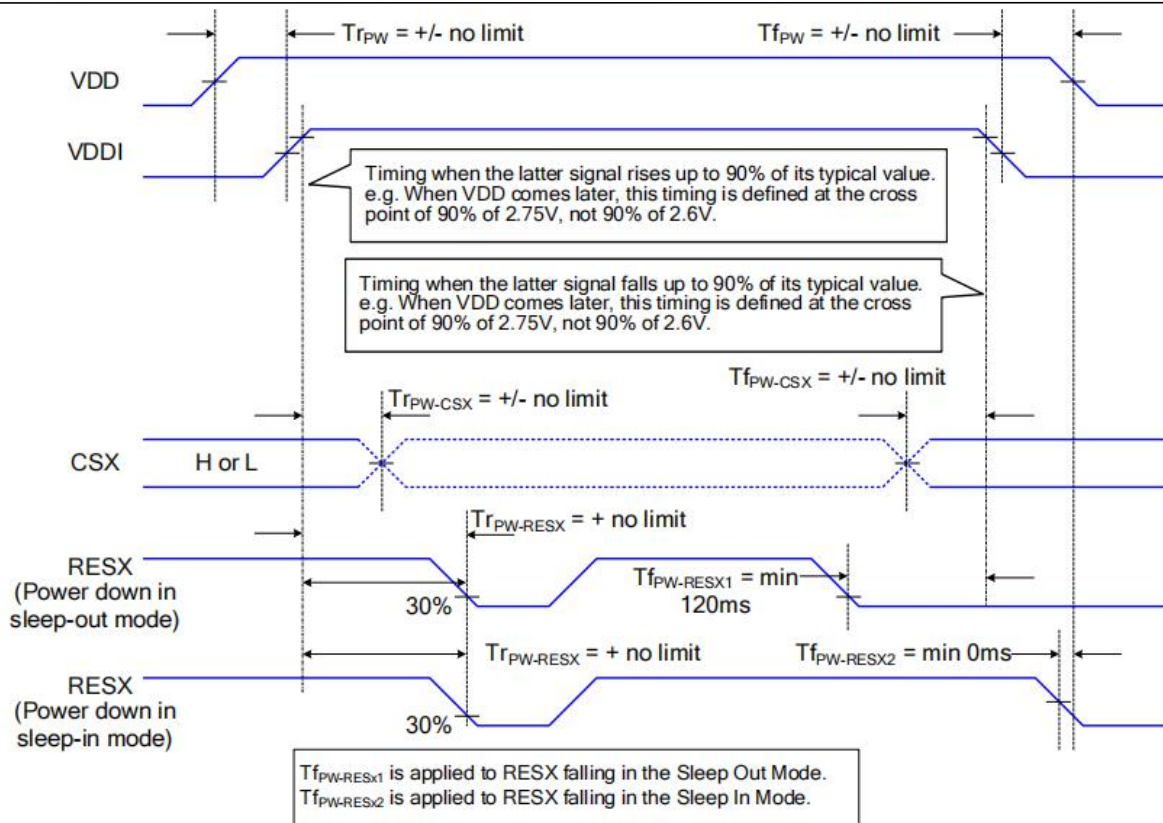 TrPW = +/- no limit
TfPW = +/- no limit
VDD
VDDI
Timing when the latter signal rises up to 90% of its typical value.
e.g. When VDD comes later, this timing is defined at the cross
point of 90% of 2.75V, not 90% of 2.6V.
Timing when the latter signal falls up to 90% of its typical value.
e.g. When VDD comes later, this timing is defined at the cross
point of 90% of 2.75V, not 90% of 2.6V.
TfPW-CSX = +/- no limit
TrPW-CSX = +/- no limit
CSX
H or L
TrPW-RESX = + no limit
RESX
(Power down in
sleep-out mode)
30%
TfPW-RESX1 = min
120ms
TrPW-RESX = + no limit
TfPW-RESX2 = min 0ms
RESX
(Power down in
sleep-in mode)
30%
TfPW-RESx1 is applied to RESX falling in the Sleep Out Mode.
TfPW-RESx2 is applied to RESX falling in the Sleep In Mode.